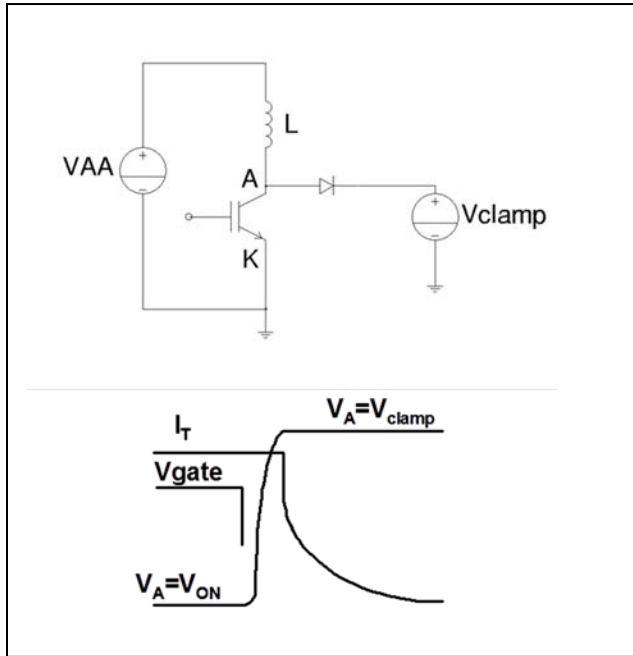 L
VAA
+
−
A
+
−
Vclamp
K
V_A=V_clamp
I_T
Vgate
V_A=V_ON